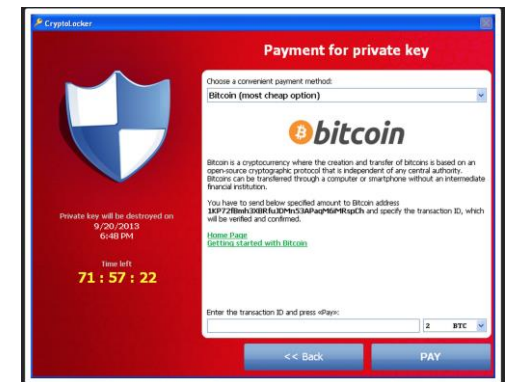 CryptoLocker
Payment for private key
Choose a convenient payment method:
Bitcoin (most cheap option)
bitcoin
Bitcoin is a cryptocurrency where the creation and transfer of bitcoins is based on an
open-source cryptographic protocol that is independent of any central authority.
Bitcoins can be transferred through a computer or smartphone without an intermediate
financial institution.
You have to send below specified amount to Bitcoin address
and specify the transaction ID, which
will be verified and confirmed.
Home Page
Getting started with Bitcoin
Private key will be destroyed on
9/20/2013
6:48 PM
Time left
71 : 57 : 22
Enter the transaction ID and press «Pay»:
2 BTC
<< Back
PAY